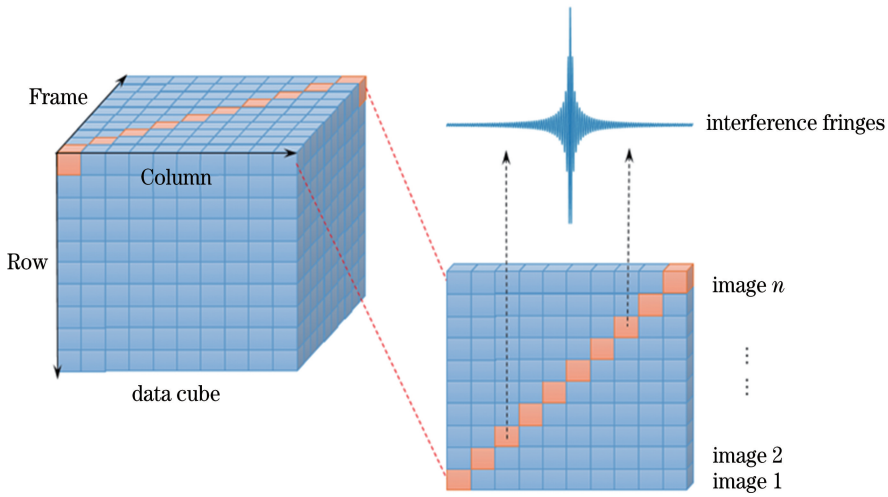 Frame
Column
Row
data cube
interference fringes
image n
⋮
⋮
image 2
image 1